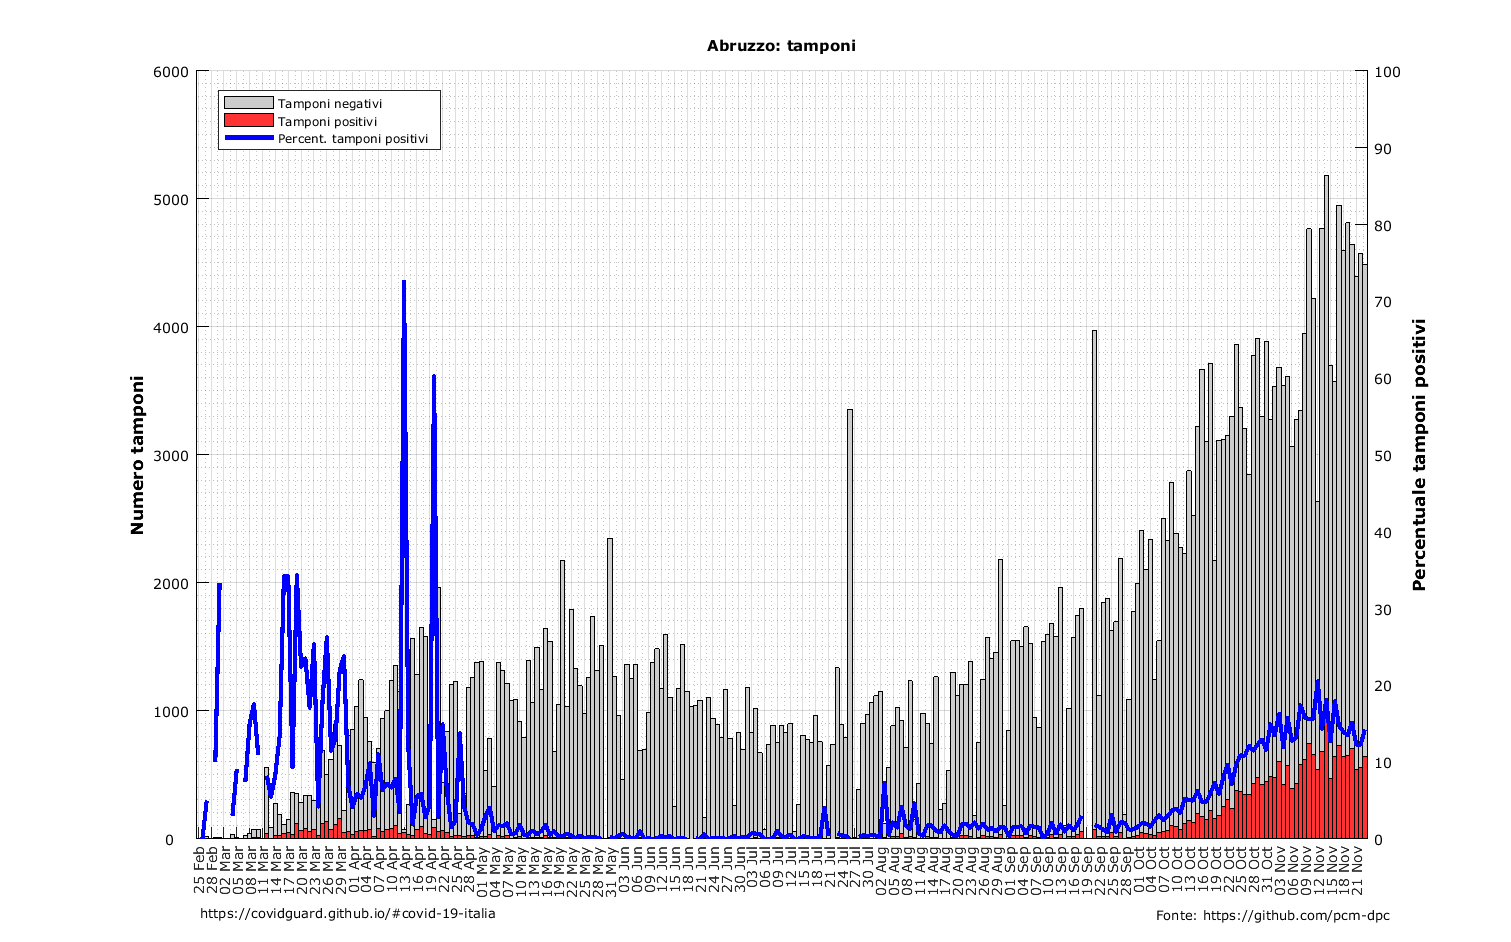 Abruzzo: tamponi
6000
5000
4000
3000
2000
1000
0
100
90
80
70
60
50
40
30
20
10
0
Tamponi negativi
Tamponi positivi
Percent. tamponi positivi
Numero tamponi
Percentuale tamponi positivi
25 Feb
28 Feb
02 Mar
05 Mar
08 Mar
11 Mar
14 Mar
17 Mar
20 Mar
23 Mar
26 Mar
29 Mar
01 Apr
04 Apr
07 Apr
10 Apr
13 Apr
16 Apr
19 Apr
22 Apr
25 Apr
28 Apr
01 May
04 May
07 May
10 May
13 May
16 May
19 May
22 May
25 May
28 May
31 May
03 Jun
06 Jun
09 Jun
12 Jun
15 Jun
18 Jun
21 Jun
24 Jun
27 Jun
30 Jun
03 Jul
06 Jul
09 Jul
12 Jul
15 Jul
18 Jul
21 Jul
24 Jul
27 Jul
30 Jul
02 Aug
05 Aug
08 Aug
11 Aug
14 Aug
17 Aug
20 Aug
23 Aug
26 Aug
29 Aug
01 Sep
04 Sep
07 Sep
10 Sep
13 Sep
16 Sep
19 Sep
22 Sep
25 Sep
28 Sep
01 Oct
04 Oct
07 Oct
10 Oct
13 Oct
16 Oct
19 Oct
22 Oct
25 Oct
28 Oct
31 Oct
03 Nov
06 Nov
09 Nov
12 Nov
15 Nov
18 Nov
21 Nov
https://covidguard.github.io/#covid-19-italia
Fonte: https://github.com/pcm-dpc